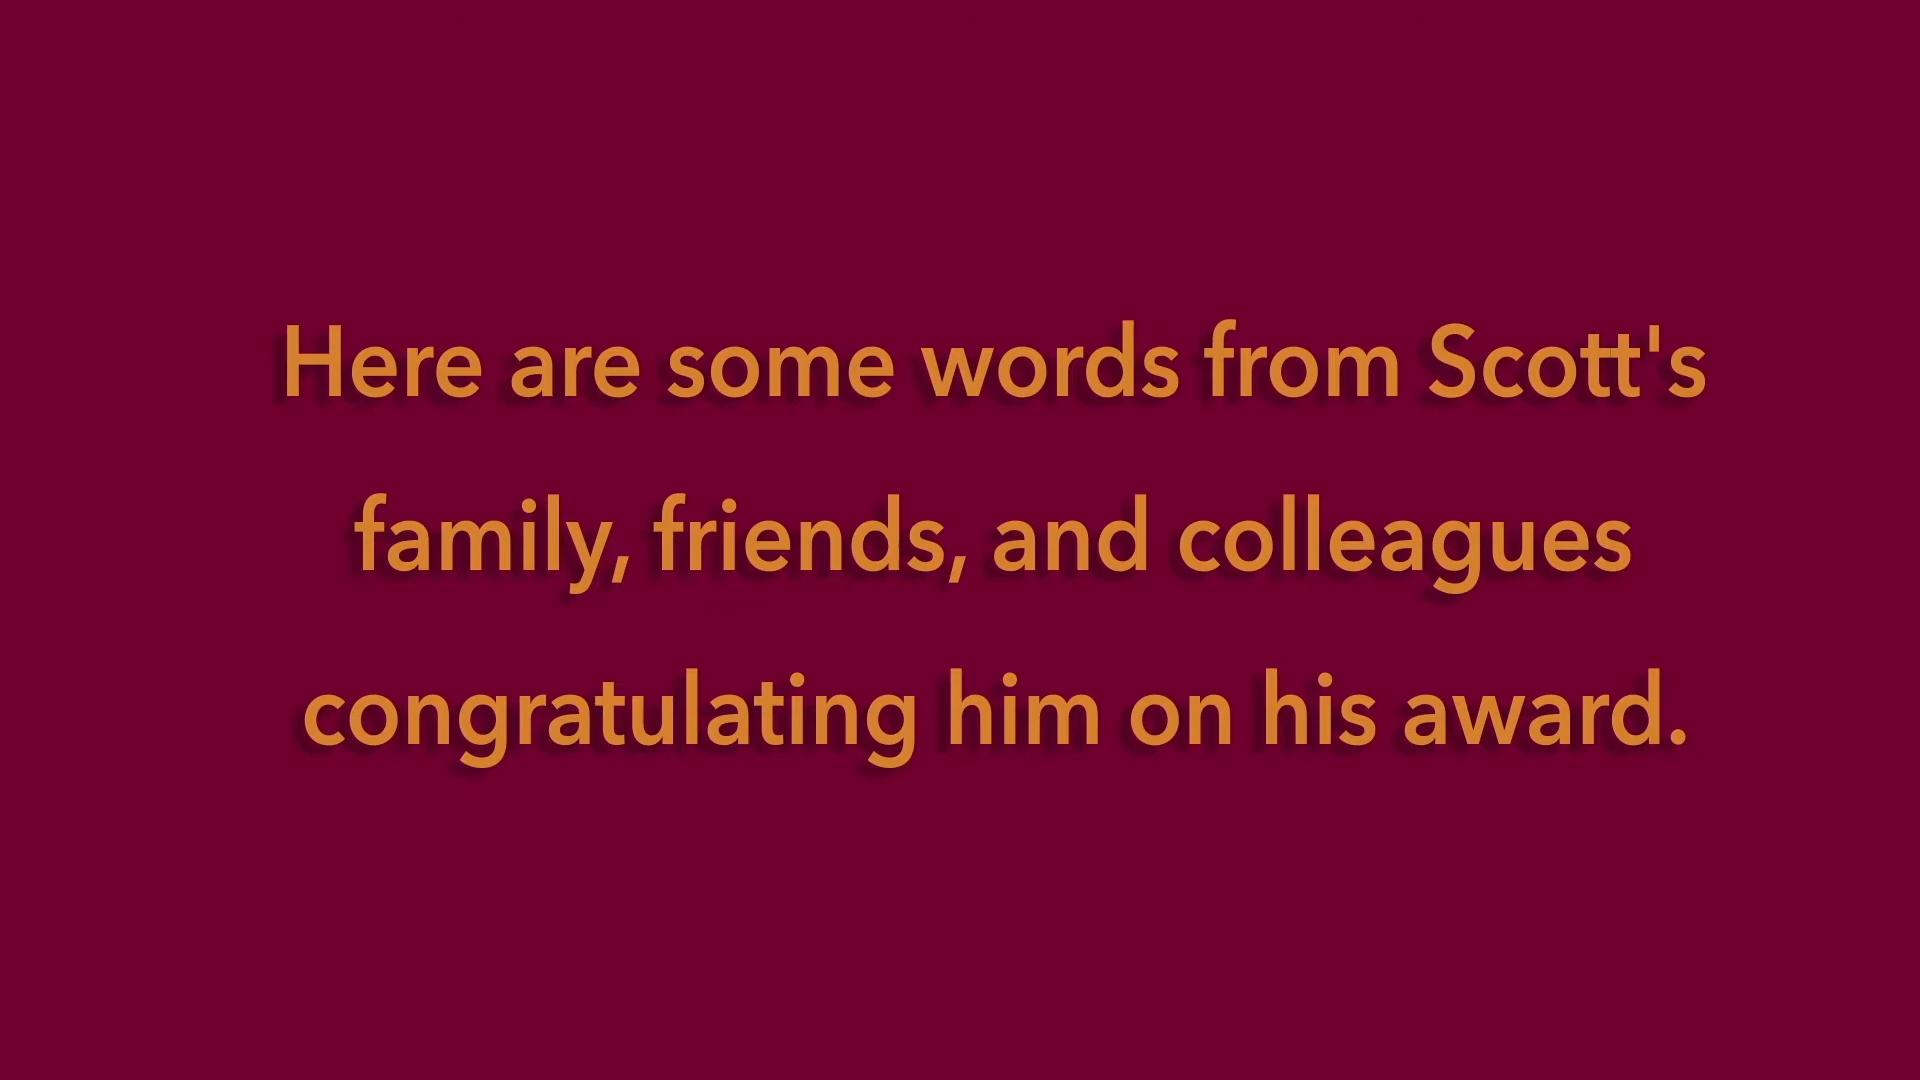 Here are some words from Scott's
family, friends, and colleagues
congratulating him on his award.